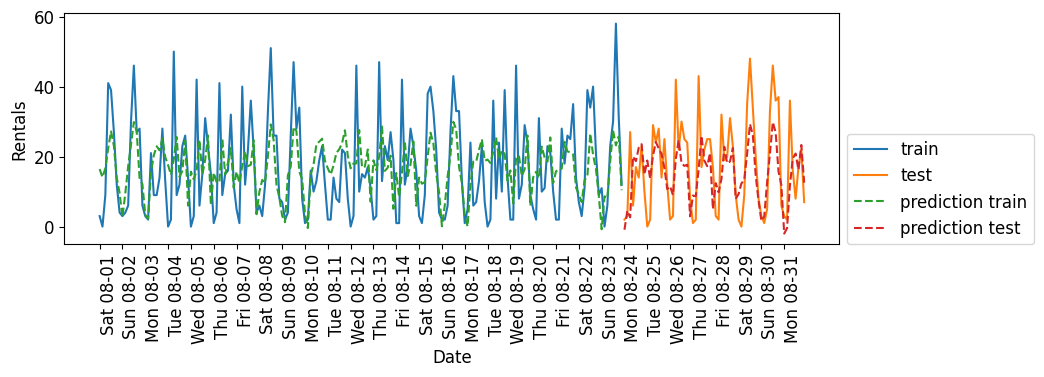 60
40
20
0
Rentals
Sat 08-01
Sun 08-02
Mon 08-03
Tue 08-04
Wed 08-05
Thu 08-06
Fri 08-07
Sat 08-08
Sun 08-09
Mon 08-10
Tue 08-11
Wed 08-12
Thu 08-13
Fri 08-14
Sat 08-15
Sun 08-16
Mon 08-17
Tue 08-18
Wed 08-19
Thu 08-20
Fri 08-21
Sat 08-22
Sun 08-23
Mon 08-24
Tue 08-25
Wed 08-26
Thu 08-27
Fri 08-28
Sat 08-29
Sun 08-30
Mon 08-31
Date
train
test
prediction train
prediction test